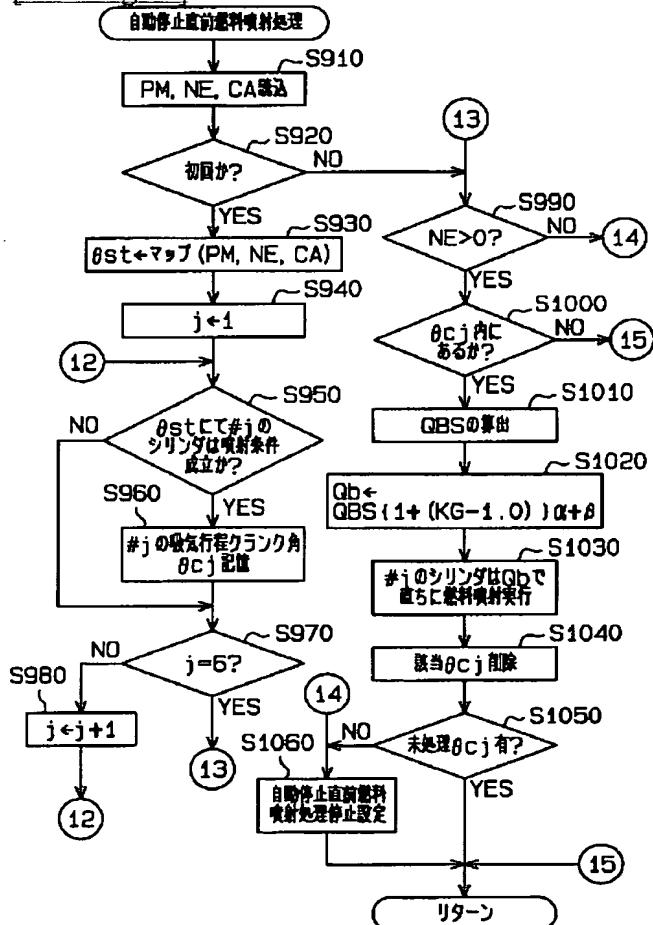 自動停止直前燃料噴射処理
S910
PM, NE, CA読込
S920
初回か?
NO
YES
S930
θst←マップ(PM, NE, CA)
S940
j←1
12
S950
NO
θstにて#jの
シリンダは噴射条件
成立か?
YES
S960
#jの吸気行程クランク角
θcj記憶
S970
NO
j=6?
YES
S980
j←j+1
12
13
13
S990
NE>0?
NO
14
YES
S1000
θcj内に
あるか?
NO
15
YES
S1010
QBSの算出
S1020
Qb←
QBS{1+(KG-1.0)}α+β
S1030
#jのシリンダはQbで
直ちに燃料噴射実行
S1040
該当θcj削除
S1050
14
NO
未処理θcj有?
YES
S1060
自動停止直前燃料
噴射処理停止設定
15
リターン